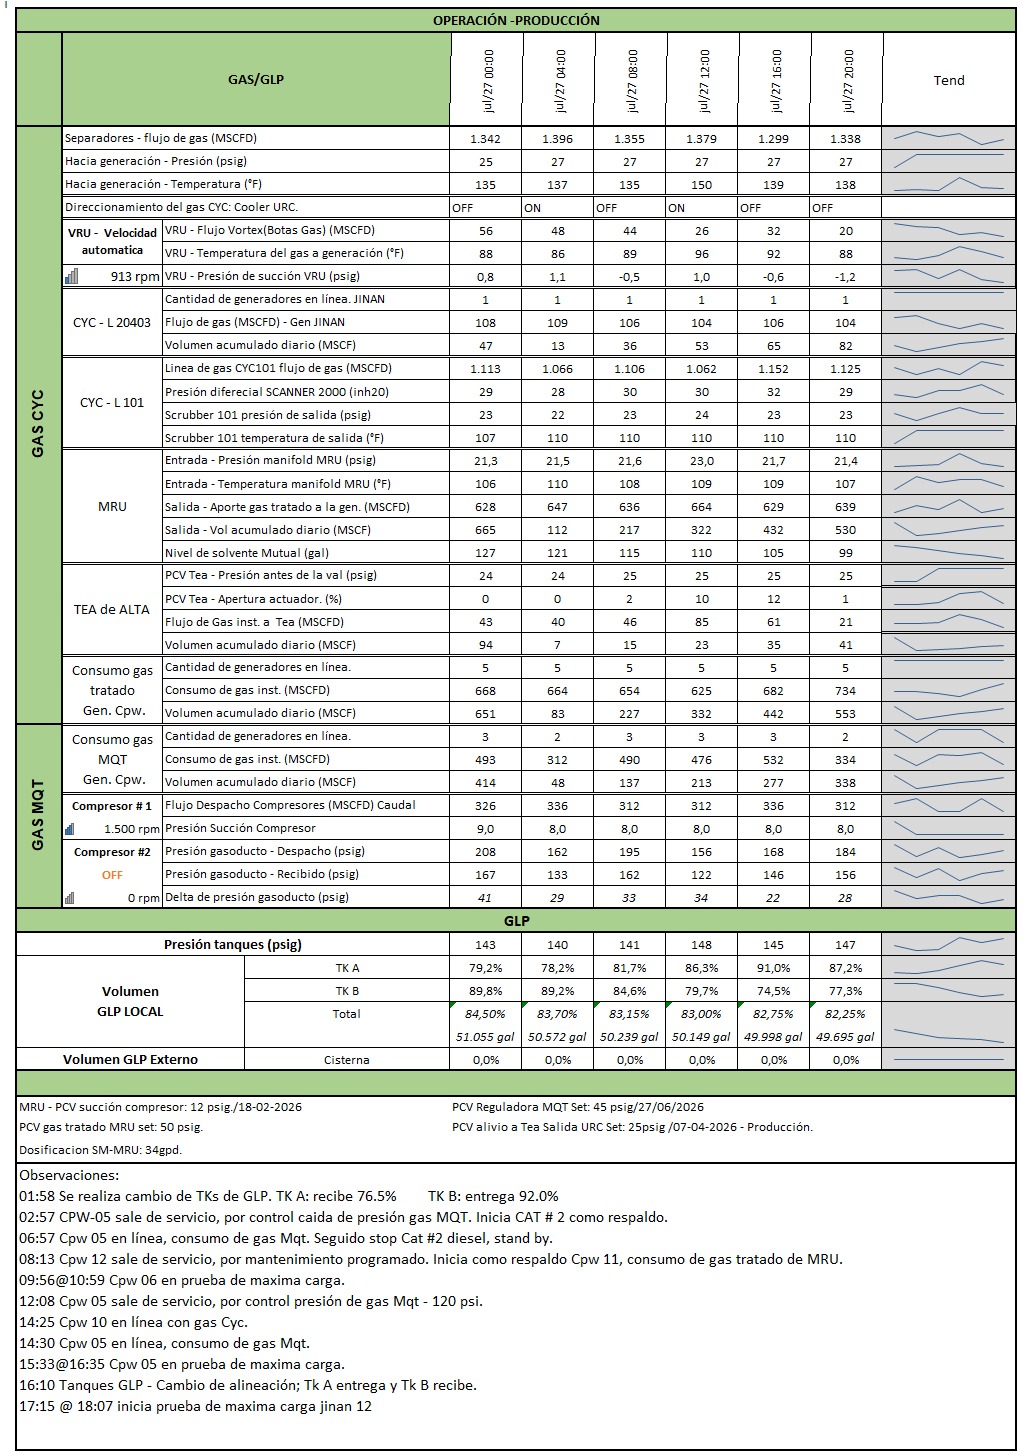 OPERACIÓN -PRODUCCIÓN
GAS/GLP jul/27 00:00 jul/27 04:00 jul/27 08:00 jul/27 12:00 jul/27 16:00 jul/27 20:00 Tend
GAS CYC
Separadores - flujo de gas (MSCFD) 1.342 1.396 1.355 1.379 1.299 1.338
Hacia generación - Presión (psig) 25 27 27 27 27 27
Hacia generación - Temperatura (°F) 135 137 135 150 139 138
Direccionamiento del gas CYC: Cooler URC. OFF ON OFF ON OFF OFF
VRU - Velocidad automatica
913 rpm
VRU - Flujo Vortex(Botas Gas) (MSCFD) 56 48 44 26 32 20
VRU - Temperatura del gas a generación (°F) 88 86 89 96 92 88
VRU - Presión de succión VRU (psig) 0,8 1,1 -0,5 1,0 -0,6 -1,2
CYC - L 20403
Cantidad de generadores en línea. JINAN 1 1 1 1 1 1
Flujo de gas (MSCFD) - Gen JINAN 108 109 106 104 106 104
Volumen acumulado diario (MSCF) 47 13 36 53 65 82
CYC - L 101
Linea de gas CYC101 flujo de gas (MSCFD) 1.113 1.066 1.106 1.062 1.152 1.125
Presión diferecial SCANNER 2000 (inh20) 29 28 30 30 32 29
Scrubber 101 presión de salida (psig) 23 22 23 24 23 23
Scrubber 101 temperatura de salida (°F) 107 110 110 110 110 110
MRU
Entrada - Presión manifold MRU (psig) 21,3 21,5 21,6 23,0 21,7 21,4
Entrada - Temperatura manifold MRU (°F) 106 110 108 109 109 107
Salida - Aporte gas tratado a la gen. (MSCFD) 628 647 636 664 629 639
Salida - Vol acumulado diario (MSCF) 665 112 217 322 432 530
Nivel de solvente Mutual (gal) 127 121 115 110 105 99
TEA de ALTA
PCV Tea - Presión antes de la val (psig) 24 24 25 25 25 25
PCV Tea - Apertura actuador. (%) 0 0 2 10 12 1
Flujo de Gas inst. a Tea (MSCFD) 43 40 46 85 61 21
Volumen acumulado diario (MSCF) 94 7 15 23 35 41
Consumo gas tratado Gen. Cpw.
Cantidad de generadores en línea. 5 5 5 5 5 5
Consumo de gas inst. (MSCFD) 668 664 654 625 682 734
Volumen acumulado diario (MSCF) 651 83 227 332 442 553
GAS MQT
Consumo gas MQT Gen. Cpw.
Cantidad de generadores en línea. 3 2 3 3 3 2
Consumo de gas inst. (MSCFD) 493 312 490 476 532 334
Volumen acumulado diario (MSCF) 414 48 137 213 277 338
Compresor # 1
1.500 rpm
Flujo Despacho Compresores (MSCFD) Caudal 326 336 312 312 336 312
Presión Succión Compresor 9,0 8,0 8,0 8,0 8,0 8,0
Compresor #2
OFF
0 rpm
Presión gasoducto - Despacho (psig) 208 162 195 156 168 184
Presión gasoducto - Recibido (psig) 167 133 162 122 146 156
Delta de presión gasoducto (psig) 41 29 33 34 22 28
GLP
Presión tanques (psig) 143 140 141 148 145 147
Volumen GLP LOCAL
TK A 79,2% 78,2% 81,7% 86,3% 91,0% 87,2%
TK B 89,8% 89,2% 84,6% 79,7% 74,5% 77,3%
Total 84,50% 83,70% 83,15% 83,00% 82,75% 82,25%
51.055 gal 50.572 gal 50.239 gal 50.149 gal 49.998 gal 49.695 gal
Volumen GLP Externo Cisterna 0,0% 0,0% 0,0% 0,0% 0,0% 0,0%
MRU - PCV succión compresor: 12 psig./18-02-2026 PCV Reguladora MQT Set: 45 psig/27/06/2026
PCV gas tratado MRU set: 50 psig. PCV alivio a Tea Salida URC Set: 25psig /07-04-2026 - Producción.
Dosificacion SM-MRU: 34gpd.
Observaciones:
01:58 Se realiza cambio de TKs de GLP. TK A: recibe 76.5% TK B: entrega 92.0%
02:57 CPW-05 sale de servicio, por control caida de presión gas MQT. Inicia CAT # 2 como respaldo.
06:57 Cpw 05 en línea, consumo de gas Mqt. Seguido stop Cat #2 diesel, stand by.
08:13 Cpw 12 sale de servicio, por mantenimiento programado. Inicia como respaldo Cpw 11, consumo de gas tratado de MRU.
09:56@10:59 Cpw 06 en prueba de maxima carga.
12:08 Cpw 05 sale de servicio, por control presión de gas Mqt - 120 psi.
14:25 Cpw 10 en línea con gas Cyc.
14:30 Cpw 05 en línea, consumo de gas Mqt.
15:33@16:35 Cpw 05 en prueba de maxima carga.
16:10 Tanques GLP - Cambio de alineación; Tk A entrega y Tk B recibe.
17:15 @ 18:07 inicia prueba de maxima carga jinan 12